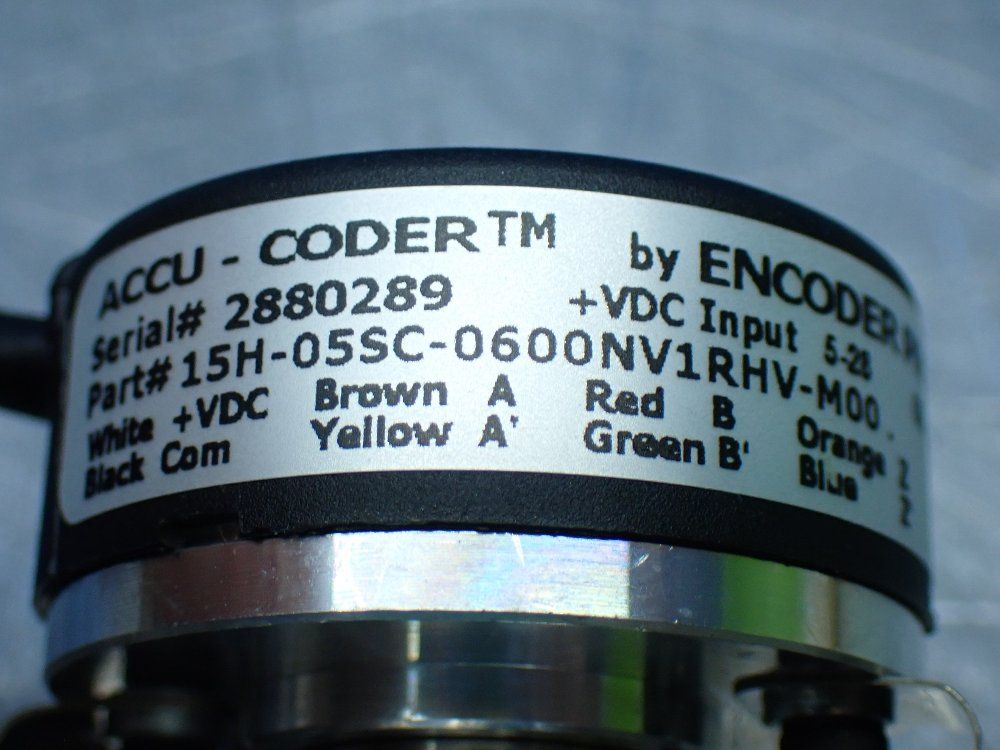 ACCU - CODER™ by ENCODER
Serial# 2880289 +VDC Input 5-28
Part# 15H-05SC-0600NV1RHV-M00
White +VDC Brown A Red B Orange Z
Black Com Yellow A' Green B' Blue Z